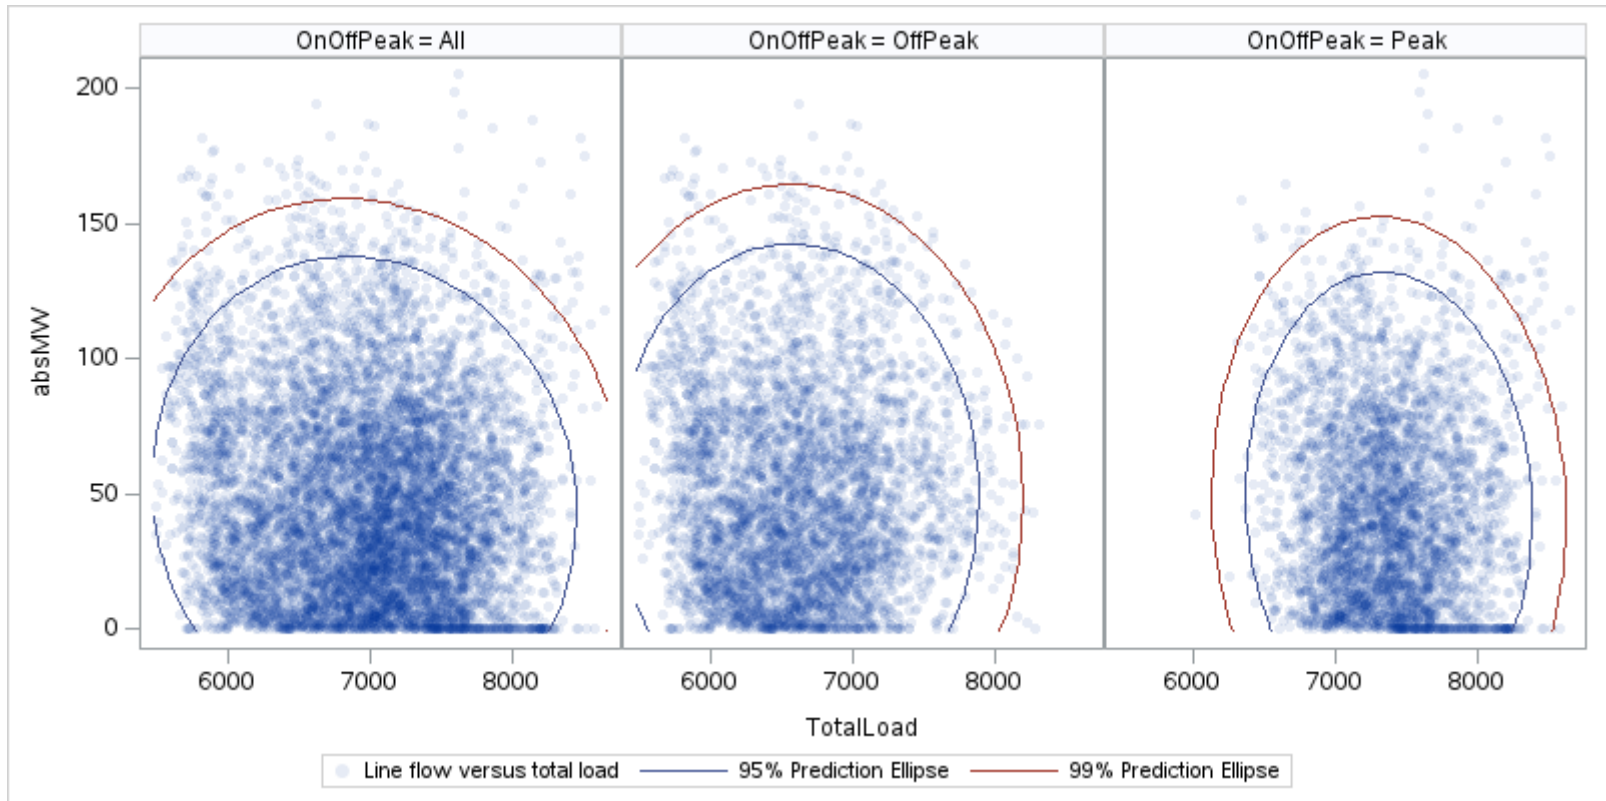 OnOffPeak = All
OnOffPeak = OffPeak
OnOffPeak = Peak
absMW
200
150
100
50
0
6000 7000 8000
6000 7000 8000
6000 7000 8000
TotalLoad
Line flow versus total load
95% Prediction Ellipse
99% Prediction Ellipse